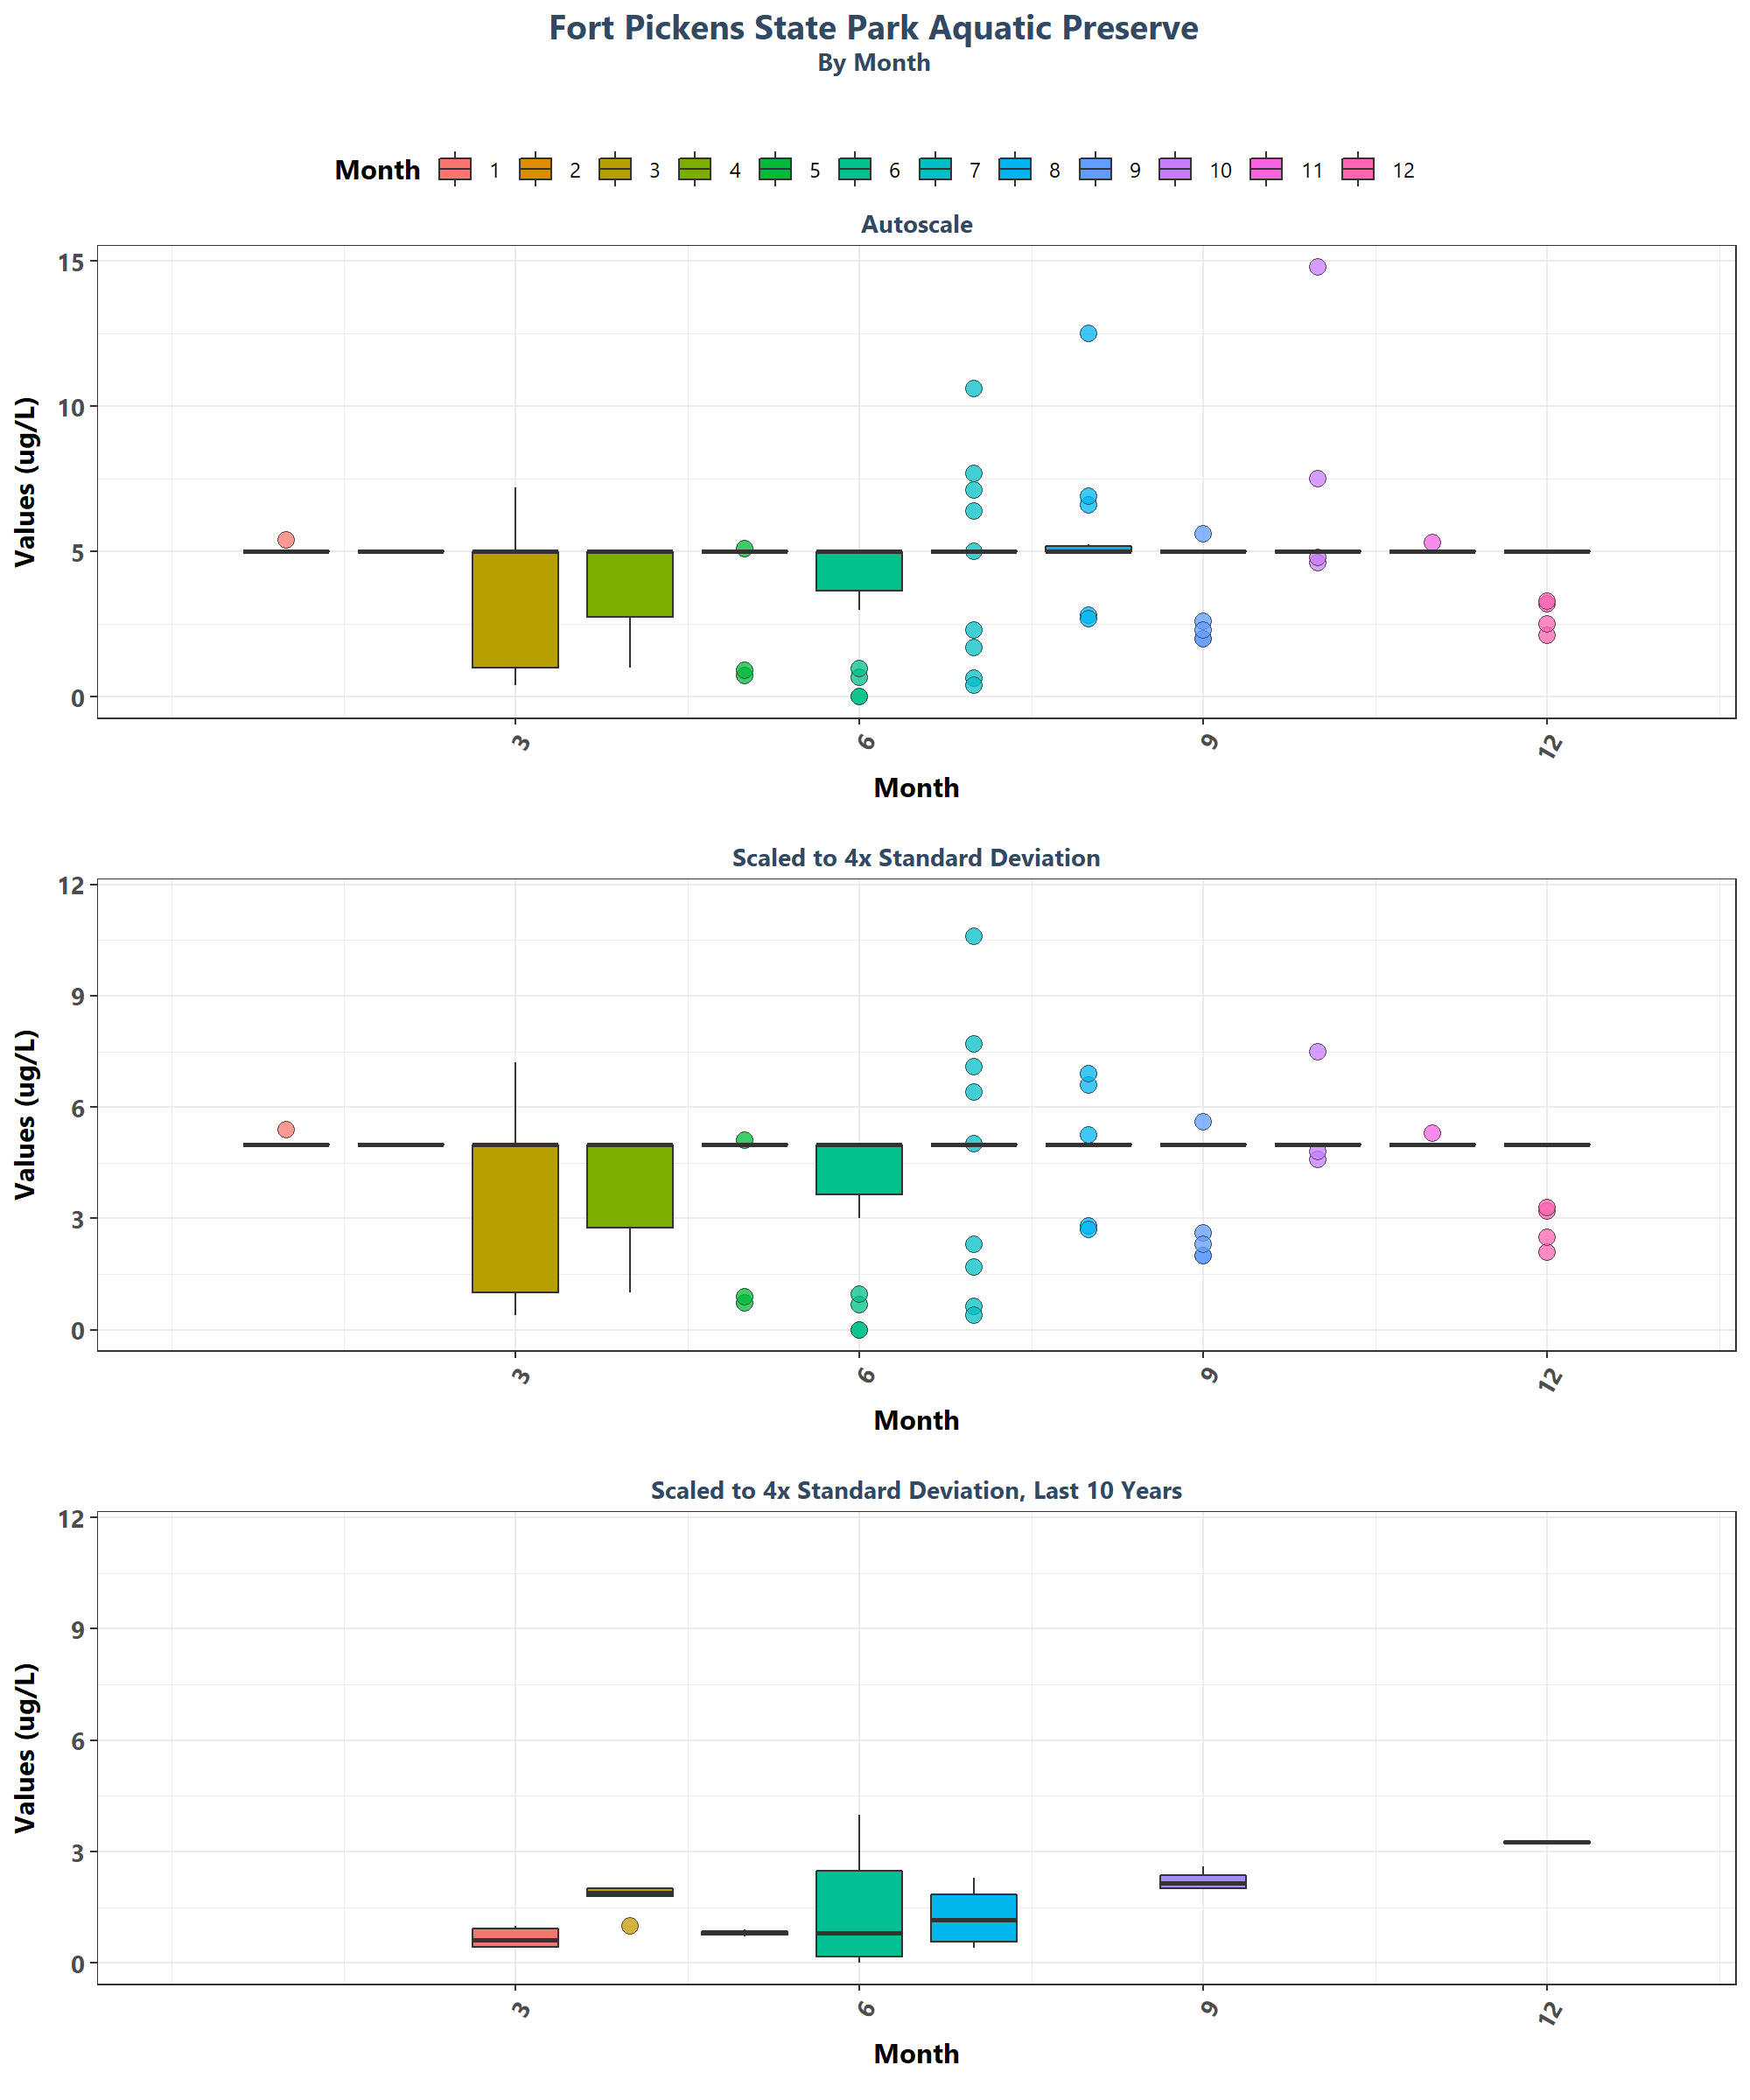 Fort Pickens State Park Aquatic Preserve
By Month
Month 1 2 3 4 5 6 7 8 9 10 11 12
Autoscale
Values (ug/L)
15
10
5
0
3 6 9 12
Month
Scaled to 4x Standard Deviation
Values (ug/L)
12
9
6
3
0
3 6 9 12
Month
Scaled to 4x Standard Deviation, Last 10 Years
Values (ug/L)
12
9
6
3
0
3 6 9 12
Month